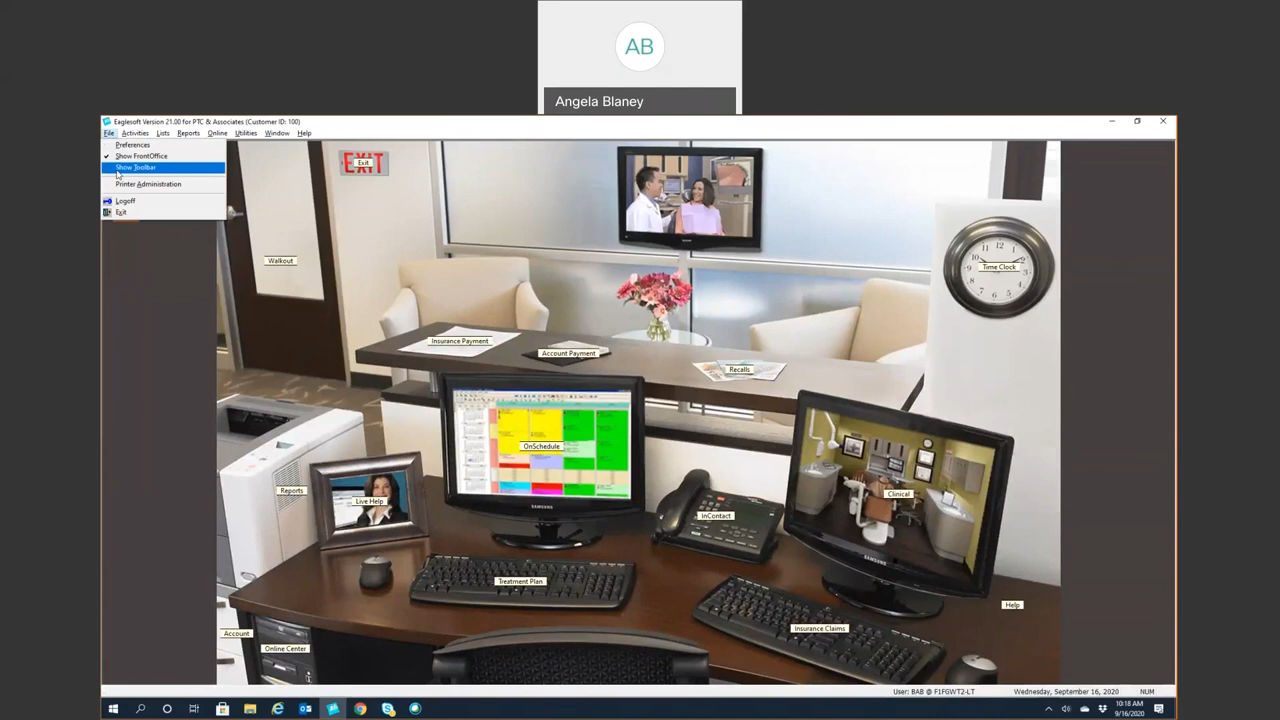 AB
Angela Blaney
Eaglesoft Version 21.00 for PTC & Associates (Customer ID: 100)
File Activities Lists Reports Online Utilities Window Help
Preferences
Show FrontOffice
Show Toolbar
Printer Administration
Logoff
Exit
EXIT
Exit
Walkout
Time Clock
Insurance Payment
Account Payment
Recalls
OnSchedule
Reports
Live Help
InContact
Clinical
SAMSUNG
SAMSUNG
Treatment Plan
Help
Insurance Claims
Account
Online Center
User: BAB @ F1FGWT2-LT Wednesday, September 16, 2020 NUM
10:18 AM
9/16/2020